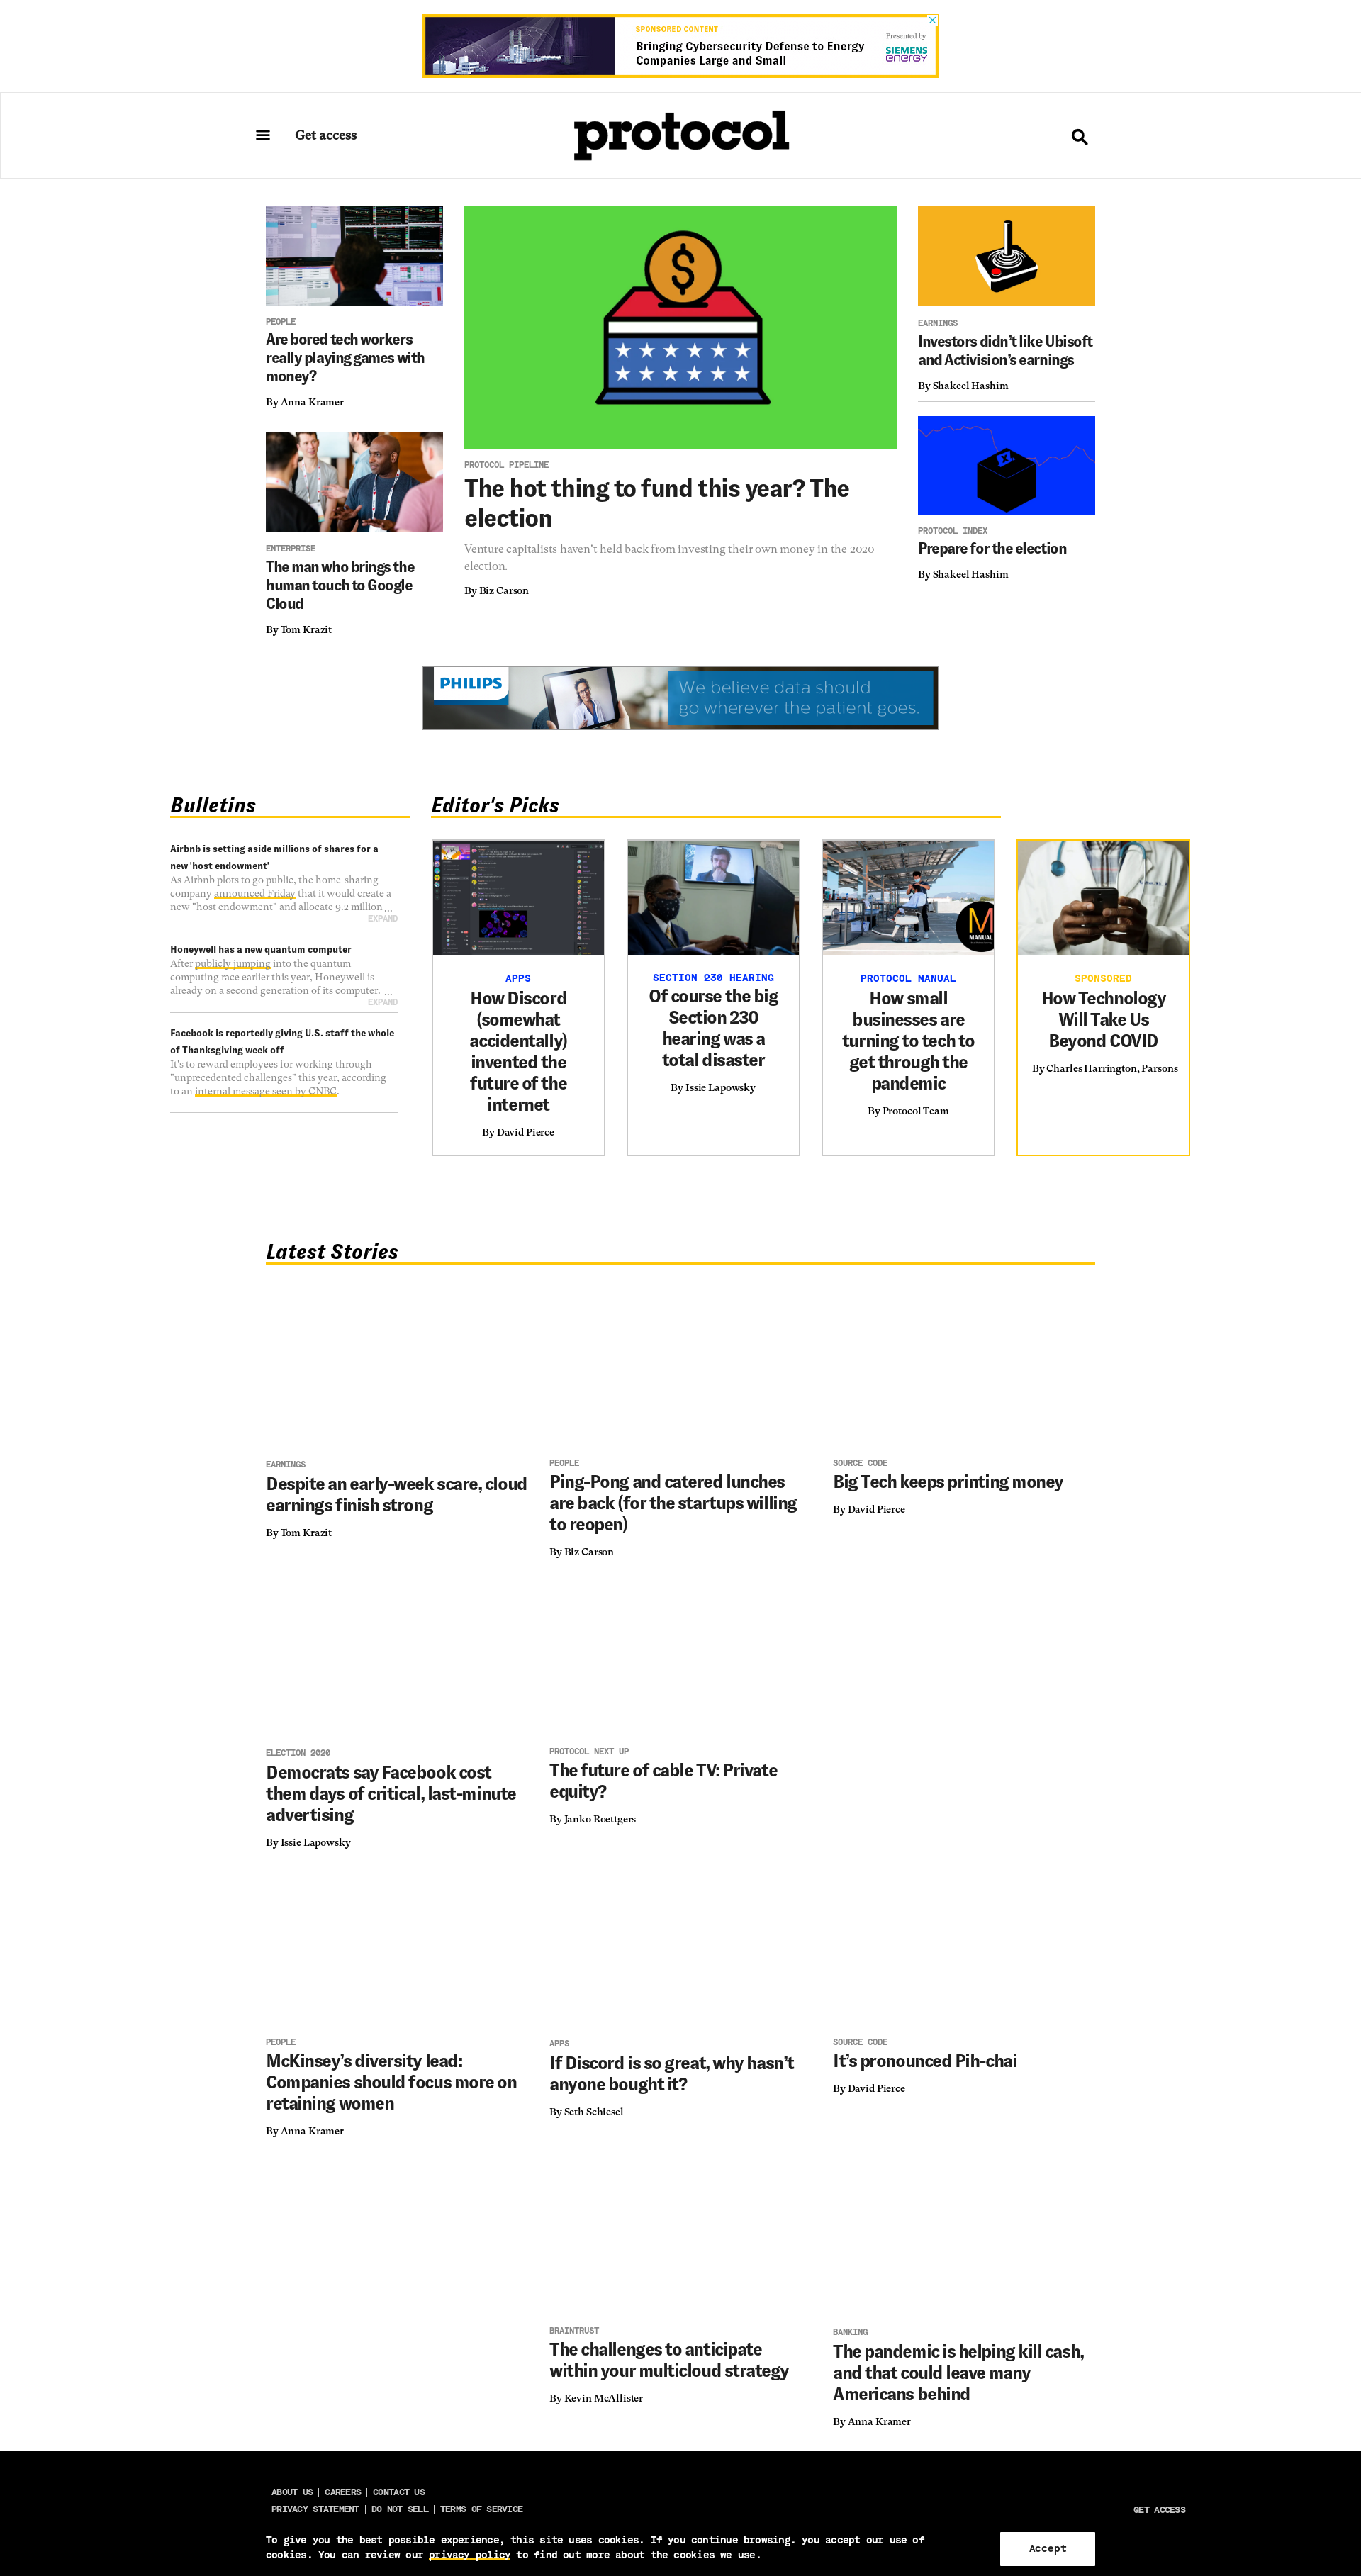 SPONSORED CONTENT
Bringing Cybersecurity Defense to Energy
Companies Large and Small
Presented by
SIEMENS
energy
Get access
protocol
PEOPLE
Are bored tech workers
really playing games with
money?
By Anna Kramer
ENTERPRISE
The man who brings the
human touch to Google
Cloud
By Tom Krazit
PROTOCOL PIPELINE
The hot thing to fund this year? The
election
Venture capitalists haven't held back from investing their own money in the 2020
election.
By Biz Carson
EARNINGS
Investors didn’t like Ubisoft
and Activision’s earnings
By Shakeel Hashim
PROTOCOL INDEX
Prepare for the election
By Shakeel Hashim
PHILIPS
We believe data should
go wherever the patient goes.
Bulletins
Airbnb is setting aside millions of shares for a
new 'host endowment'
As Airbnb plots to go public, the home-sharing
company announced Friday that it would create a
new "host endowment" and allocate 9.2 million ...
EXPAND
Honeywell has a new quantum computer
After publicly jumping into the quantum
computing race earlier this year, Honeywell is
already on a second generation of its computer. ...
EXPAND
Facebook is reportedly giving U.S. staff the whole
of Thanksgiving week off
It's to reward employees for working through
"unprecedented challenges" this year, according
to an internal message seen by CNBC.
Editor's Picks
APPS
How Discord
(somewhat
accidentally)
invented the
future of the
internet
By David Pierce
SECTION 230 HEARING
Of course the big
Section 230
hearing was a
total disaster
By Issie Lapowsky
M
MANUAL
PROTOCOL MANUAL
How small
businesses are
turning to tech to
get through the
pandemic
By Protocol Team
SPONSORED
How Technology
Will Take Us
Beyond COVID
By Charles Harrington, Parsons
Latest Stories
EARNINGS
Despite an early-week scare, cloud
earnings finish strong
By Tom Krazit
PEOPLE
Ping-Pong and catered lunches
are back (for the startups willing
to reopen)
By Biz Carson
SOURCE CODE
Big Tech keeps printing money
By David Pierce
ELECTION 2020
Democrats say Facebook cost
them days of critical, last-minute
advertising
By Issie Lapowsky
PROTOCOL NEXT UP
The future of cable TV: Private
equity?
By Janko Roettgers
PEOPLE
McKinsey’s diversity lead:
Companies should focus more on
retaining women
By Anna Kramer
APPS
If Discord is so great, why hasn’t
anyone bought it?
By Seth Schiesel
SOURCE CODE
It’s pronounced Pih-chai
By David Pierce
BRAINTRUST
The challenges to anticipate
within your multicloud strategy
By Kevin McAllister
BANKING
The pandemic is helping kill cash,
and that could leave many
Americans behind
By Anna Kramer
ABOUT US | CAREERS | CONTACT US
PRIVACY STATEMENT | DO NOT SELL | TERMS OF SERVICE
GET ACCESS
To give you the best possible experience, this site uses cookies. If you continue browsing. you accept our use of
cookies. You can review our privacy policy to find out more about the cookies we use.
Accept